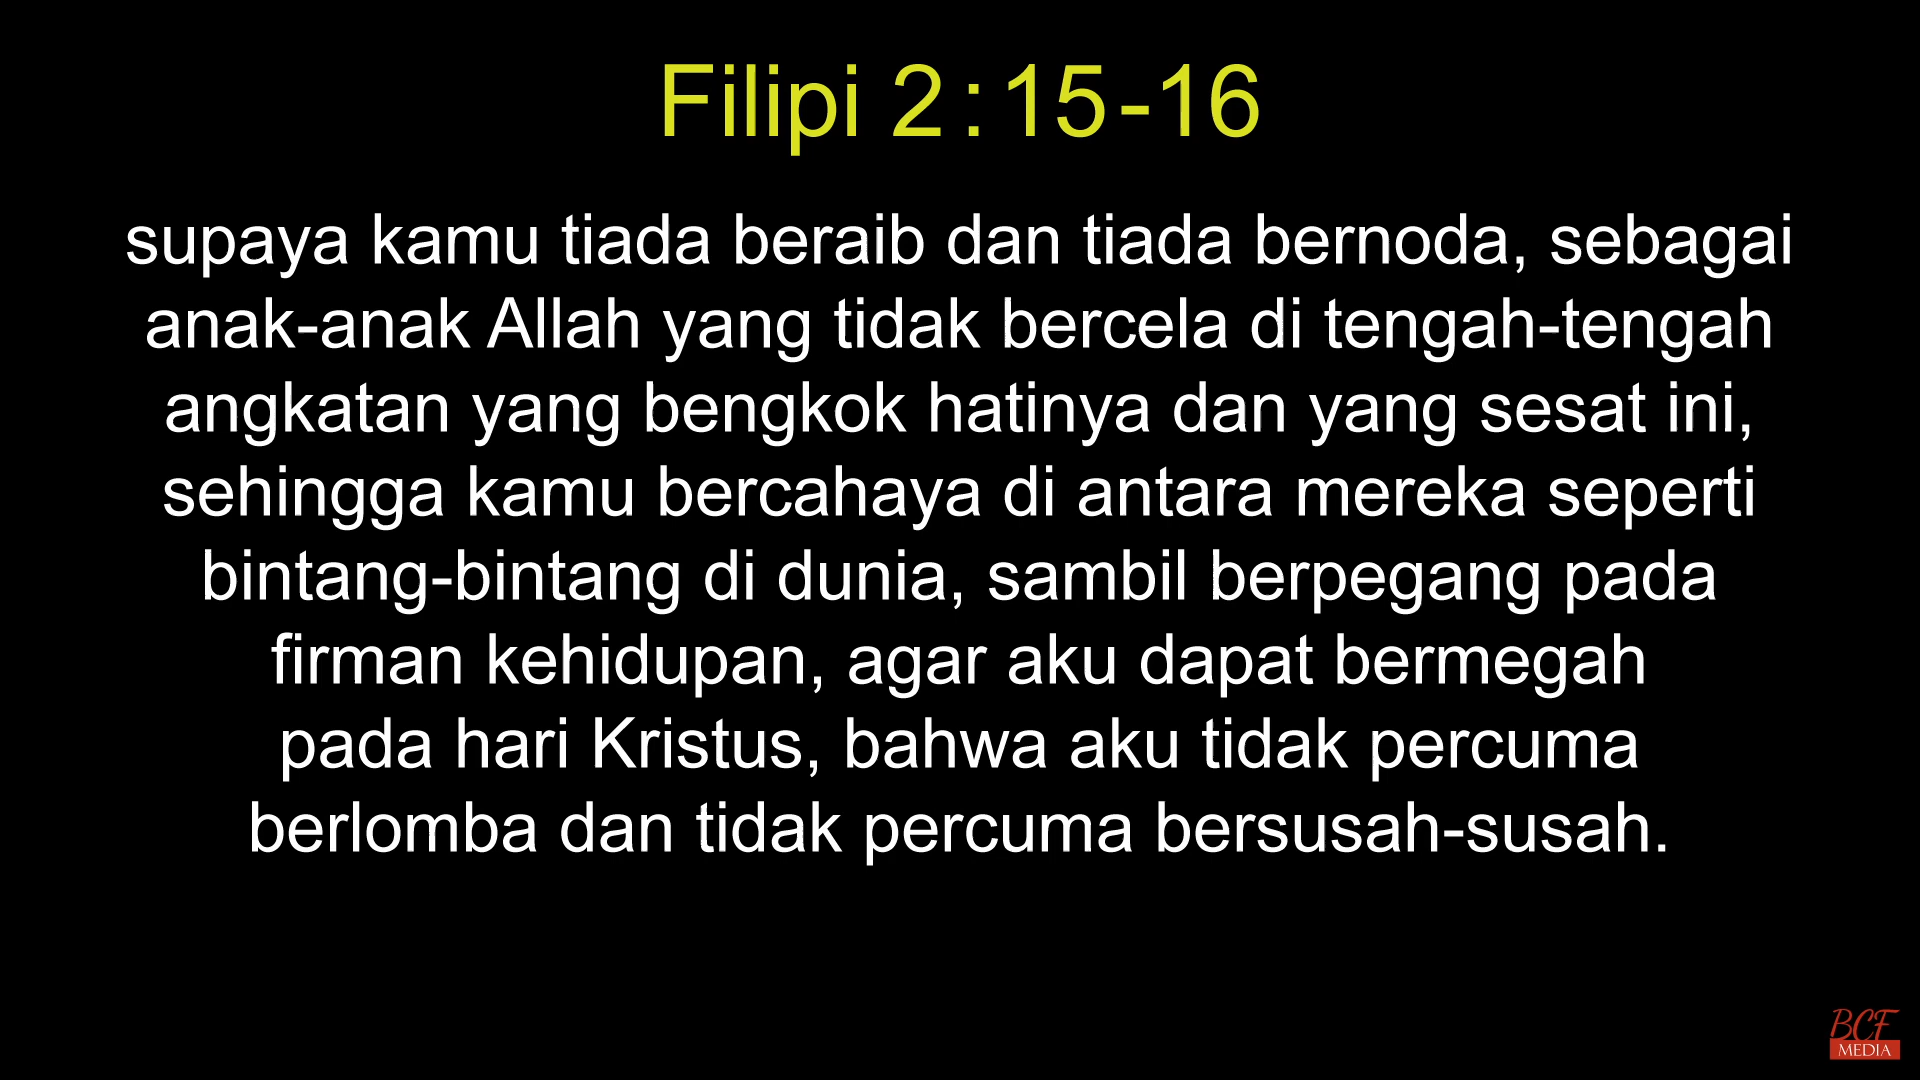 Filipi 2:15-16
supaya kamu tiada beraib dan tiada bernoda, sebagai
anak-anak Allah yang tidak bercela di tengah-tengah
angkatan yang bengkok hatinya dan yang sesat ini,
sehingga kamu bercahaya di antara mereka seperti
bintang-bintang di dunia, sambil berpegang pada
firman kehidupan, agar aku dapat bermegah
pada hari Kristus, bahwa aku tidak percuma
berlomba dan tidak percuma bersusah-susah.
BCF
MEDIA